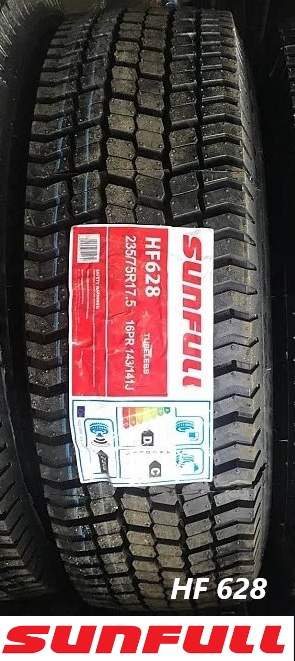 SUNFULL
HF628
235/75R17.5
16PR 143/141J
TUBELESS
D
C
HF 628
SUNFULL